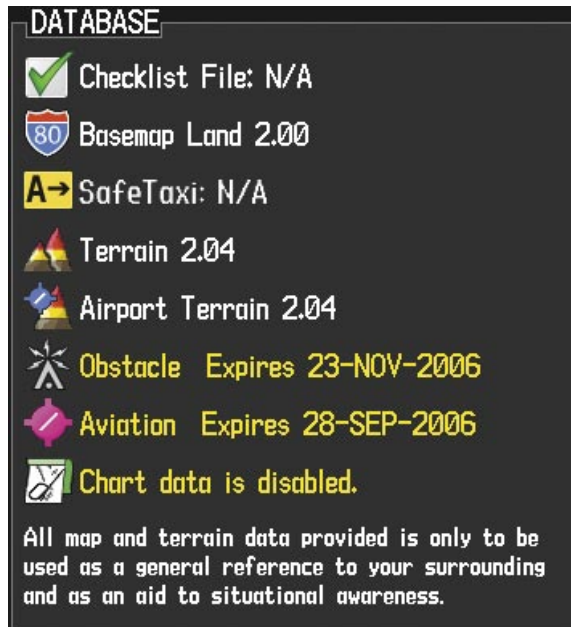 DATABASE
Checklist File: N/A
80 Basemap Land 2.00
A→ SafeTaxi: N/A
Terrain 2.04
Airport Terrain 2.04
Obstacle Expires 23-NOV-2006
Aviation Expires 28-SEP-2006
Chart data is disabled.
All map and terrain data provided is only to be
used as a general reference to your surrounding
and as an aid to situational awareness.